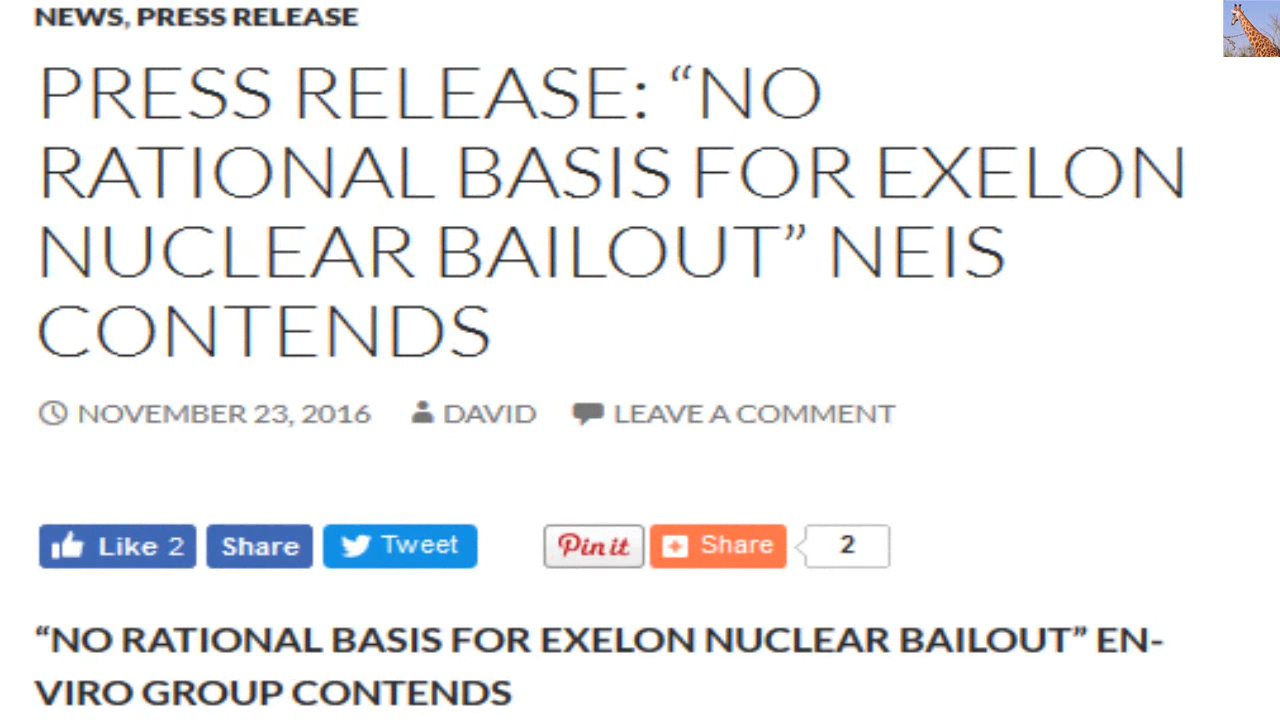 NEWS, PRESS RELEASE
PRESS RELEASE: “NO
RATIONAL BASIS FOR EXELON
NUCLEAR BAILOUT” NEIS
CONTENDS
NOVEMBER 23, 2016 DAVID LEAVE A COMMENT
Like 2 Share Tweet Pin it Share 2
“NO RATIONAL BASIS FOR EXELON NUCLEAR BAILOUT” EN-
VIRO GROUP CONTENDS